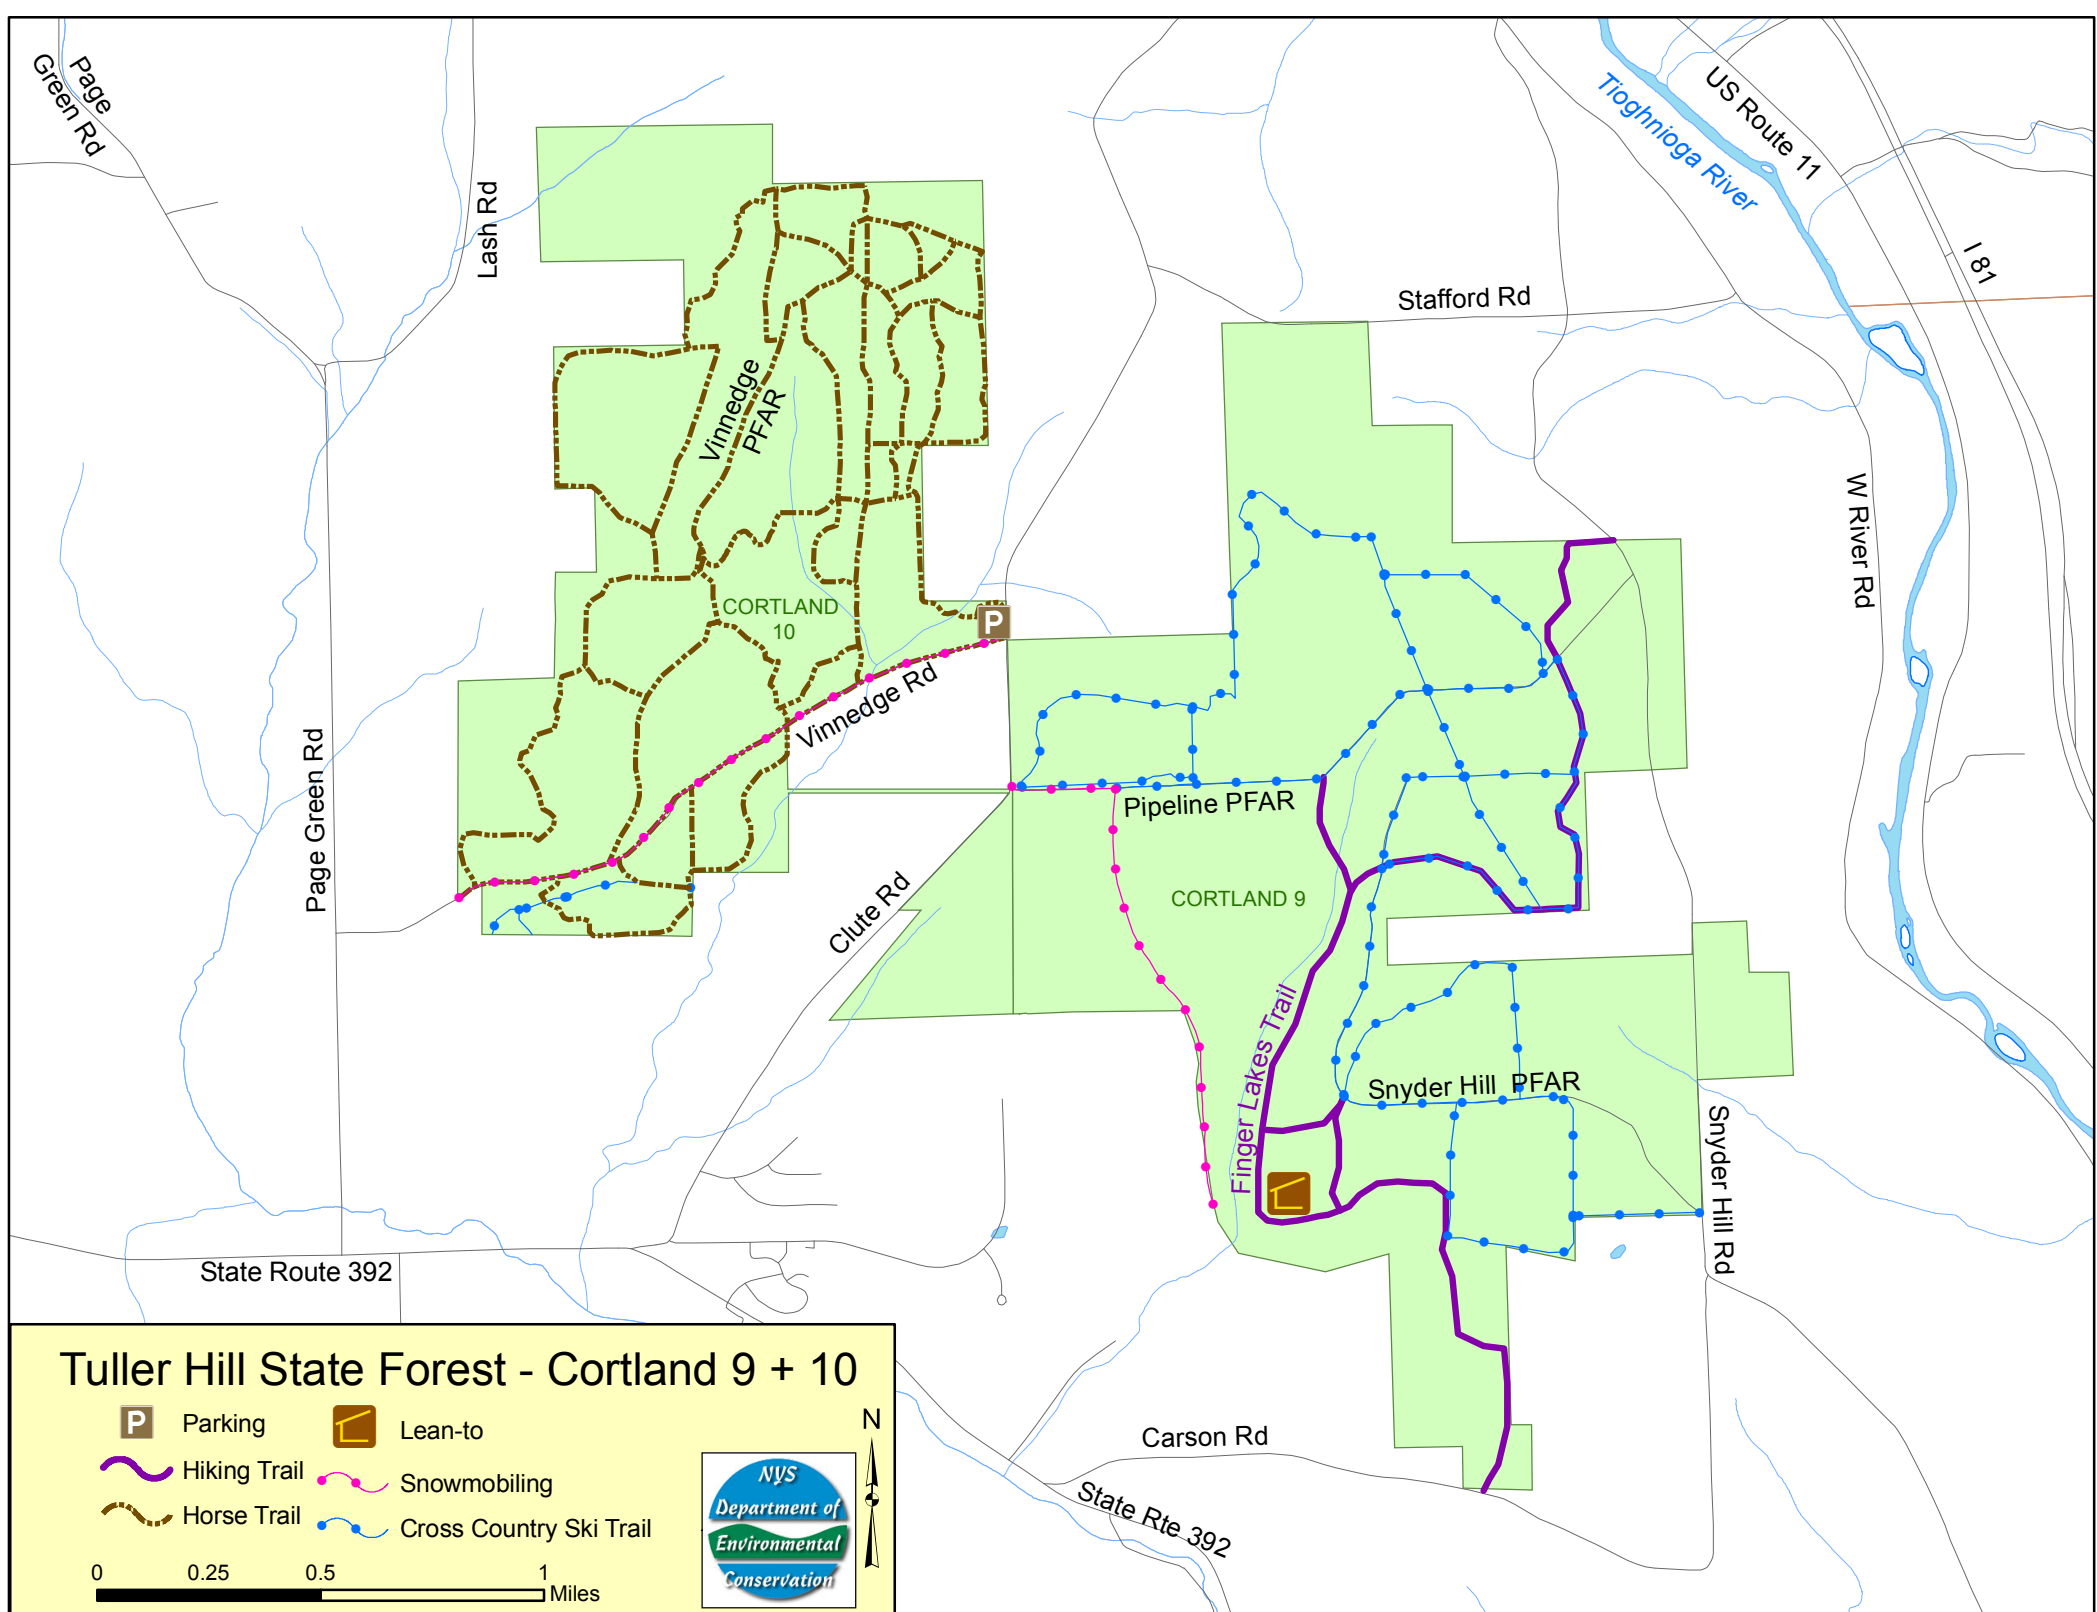 Page
Green Rd
Lash Rd
US Route 11
Tioghnioga River
I 81
Stafford Rd
Vinnedge
PFAR
W River Rd
CORTLAND
10
P
Vinnedge Rd
Page Green Rd
Pipeline PFAR
CORTLAND 9
Clute Rd
Finger Lakes Trail
Snyder Hill PFAR
Snyder Hill Rd
State Route 392
Carson Rd
State Rte 392
Tuller Hill State Forest - Cortland 9 + 10
P Parking
Lean-to
Hiking Trail
Snowmobiling
Horse Trail
Cross Country Ski Trail
0 0.25 0.5 1
Miles
NYS
Department of
Environmental
Conservation
N